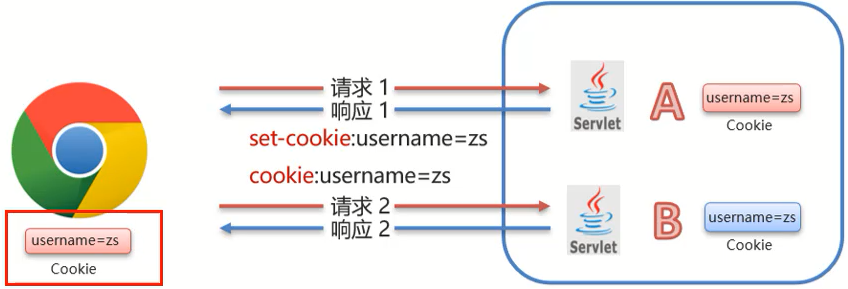 请求 1
响应 1
set-cookie:username=zs
cookie:username=zs
请求 2
响应 2
username=zs
Cookie
Servlet
A
username=zs
Cookie
Servlet
B
username=zs
Cookie